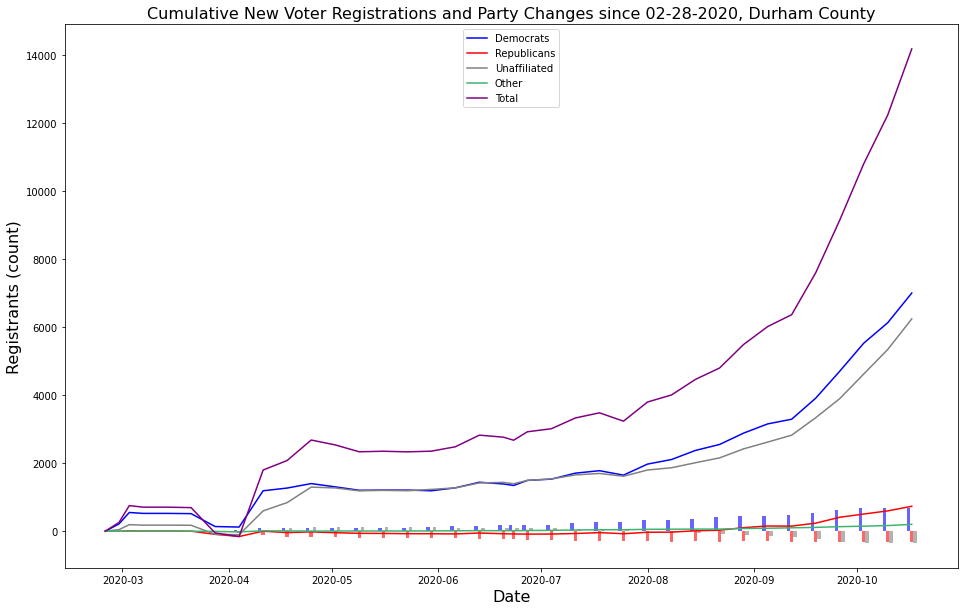 Cumulative New Voter Registrations and Party Changes since 02-28-2020, Durham County
Democrats
Republicans
Unaffiliated
Other
Total
Registrants (count)
14000
12000
10000
8000
6000
4000
2000
0
2020-03
2020-04
2020-05
2020-06
2020-07
2020-08
2020-09
2020-10
Date